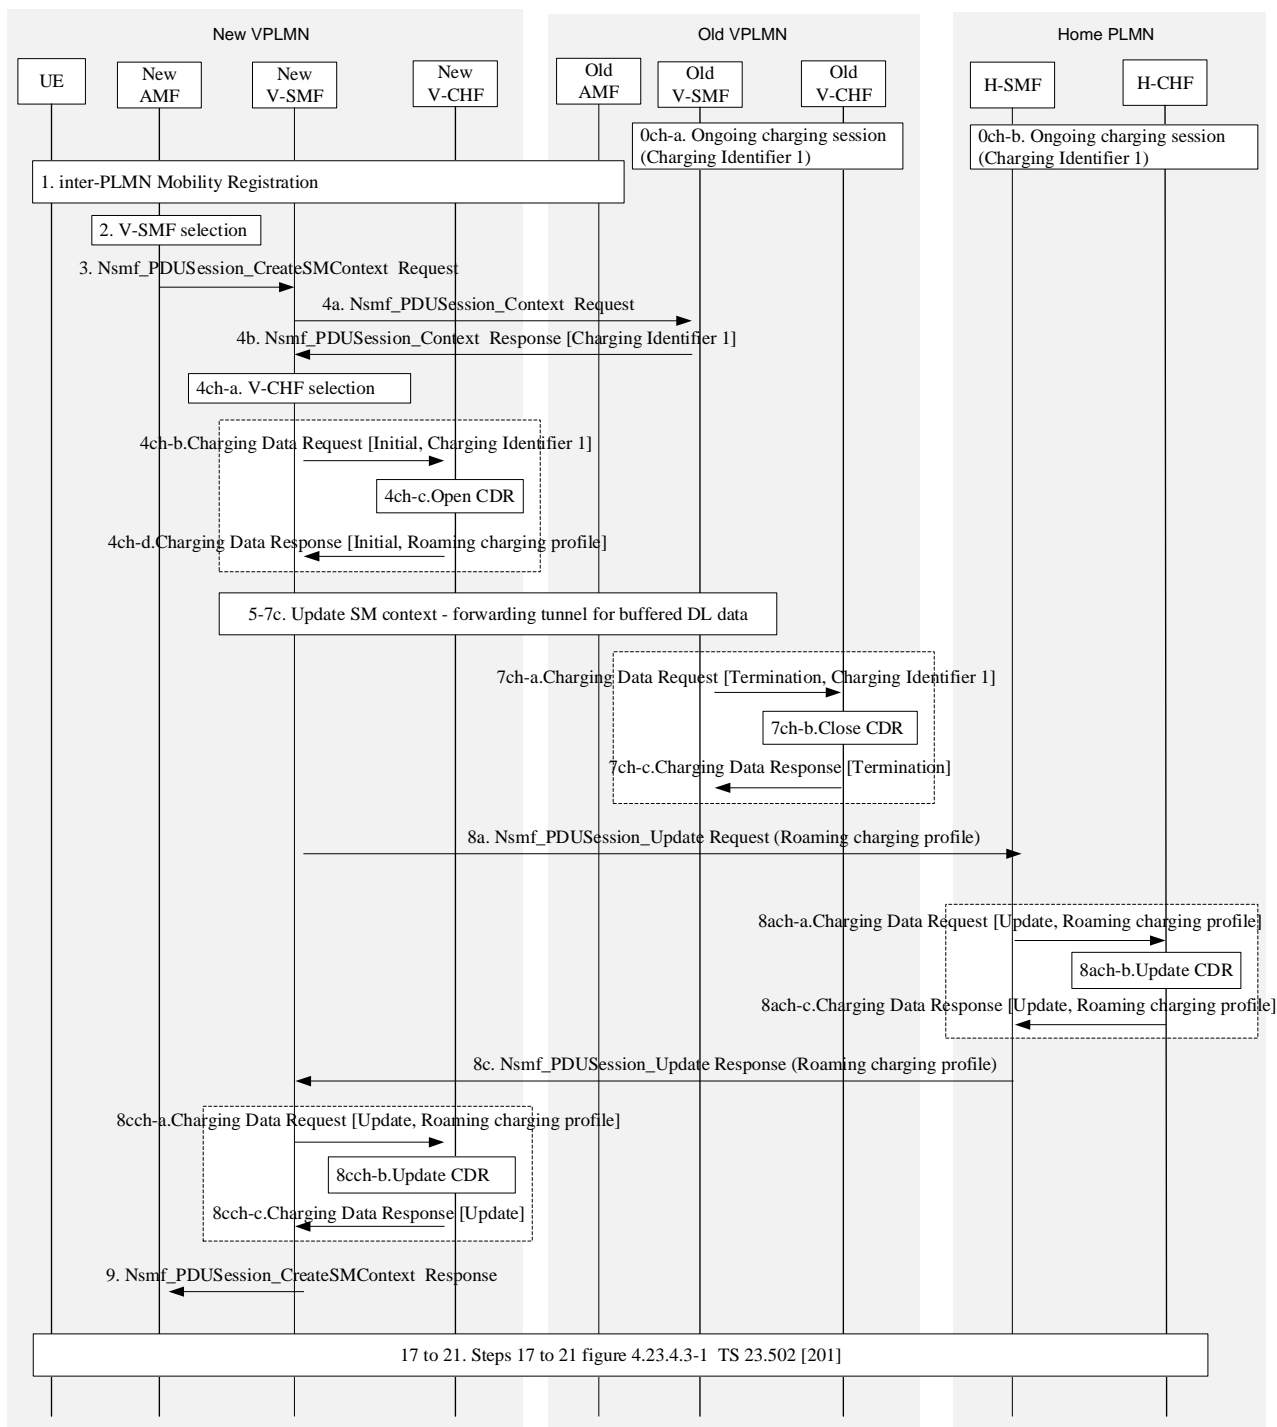 New VPLMN
Old VPLMN
Home PLMN
UE
New
AMF
New
V-SMF
New
V-CHF
Old
AMF
Old
V-SMF
Old
V-CHF
H-SMF
H-CHF
0ch-a. Ongoing charging session
(Charging Identifier 1)
0ch-b. Ongoing charging session
(Charging Identifier 1)
1. inter-PLMN Mobility Registration
2. V-SMF selection
3. Nsmf_PDUSession_CreateSMContext Request
4a. Nsmf_PDUSession_Context Request
4b. Nsmf_PDUSession_Context Response [Charging Identifier 1]
4ch-a. V-CHF selection
4ch-b.Charging Data Request [Initial, Charging Identifier 1]
4ch-c.Open CDR
4ch-d.Charging Data Response [Initial, Roaming charging profile]
5-7c. Update SM context - forwarding tunnel for buffered DL data
7ch-a.Charging Data Request [Termination, Charging Identifier 1]
7ch-b.Close CDR
7ch-c.Charging Data Response [Termination]
8a. Nsmf_PDUSession_Update Request (Roaming charging profile)
8ach-a.Charging Data Request [Update, Roaming charging profile]
8ach-b.Update CDR
8ach-c.Charging Data Response [Update, Roaming charging profile]
8c. Nsmf_PDUSession_Update Response (Roaming charging profile)
8cch-a.Charging Data Request [Update, Roaming charging profile]
8cch-b.Update CDR
8cch-c.Charging Data Response [Update]
9. Nsmf_PDUSession_CreateSMContext Response
17 to 21. Steps 17 to 21 figure 4.23.4.3-1 TS 23.502 [201]